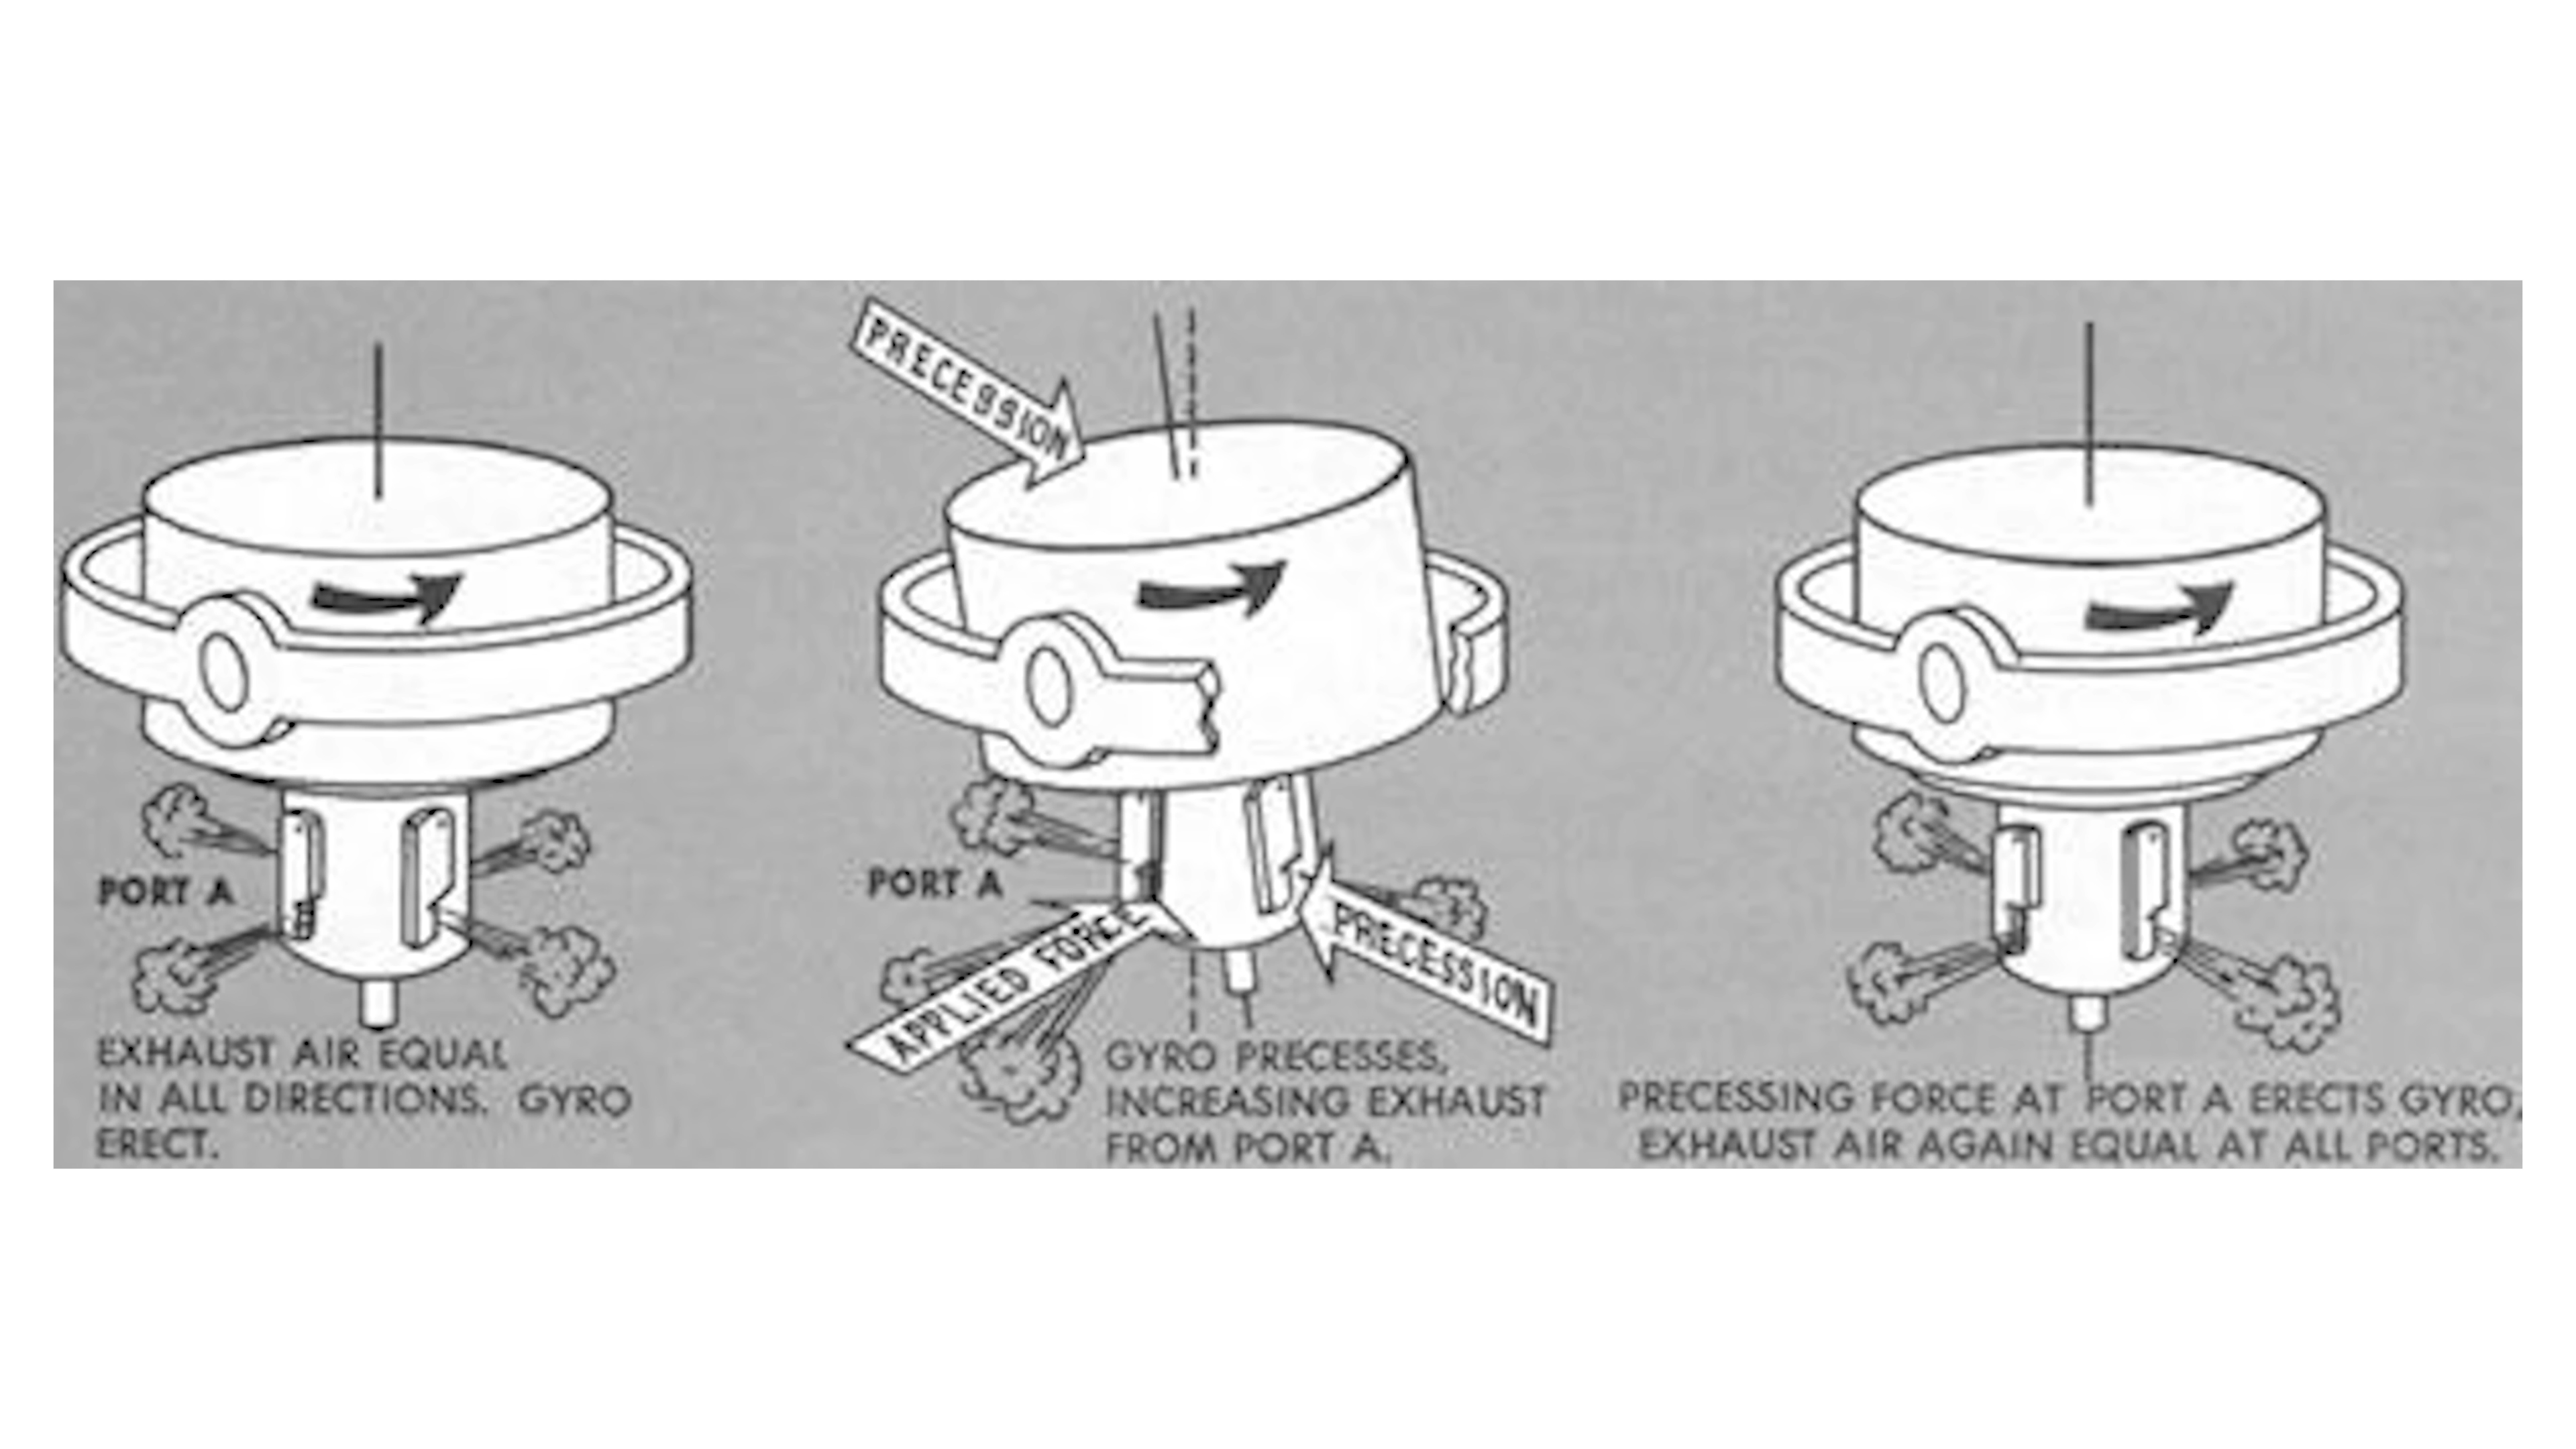 PORT A
EXHAUST AIR EQUAL
IN ALL DIRECTIONS. GYRO
ERECT.
PRECESSION
PORT A
APPLIED FORCE
PRECESSION
GYRO PRECESSES,
INCREASING EXHAUST
FROM PORT A.
PRECESSING FORCE AT PORT A ERECTS GYRO,
EXHAUST AIR AGAIN EQUAL AT ALL PORTS.